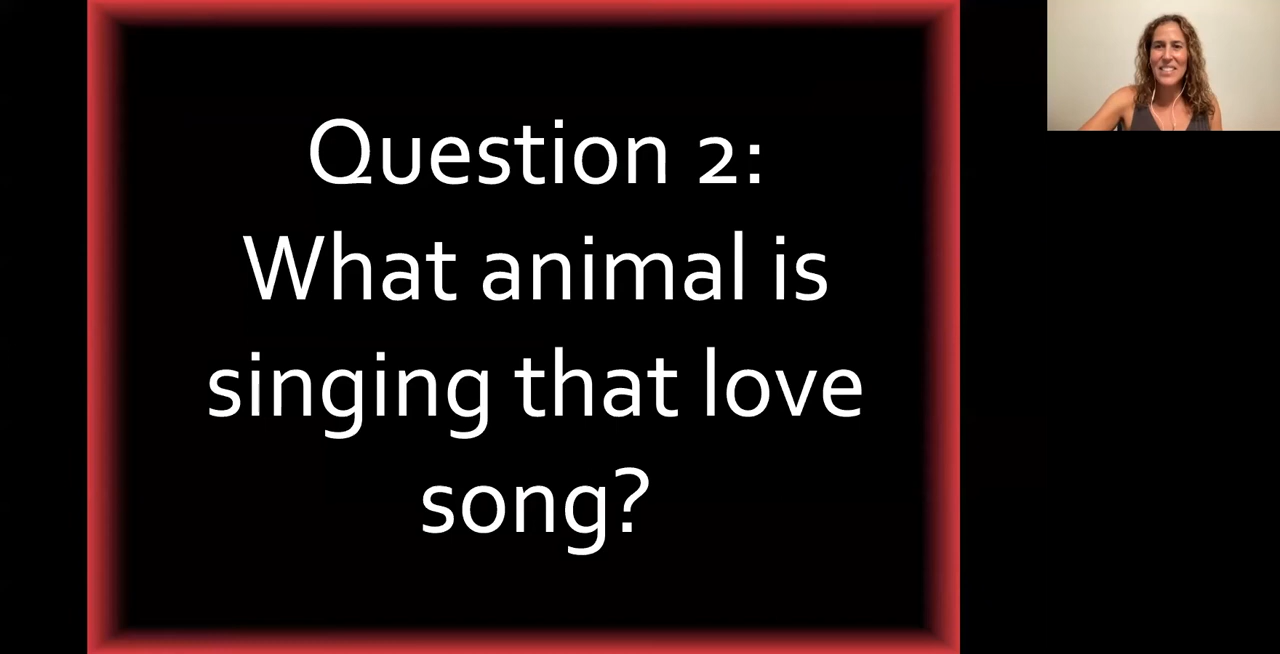 Question 2:
What animal is
singing that love
song?